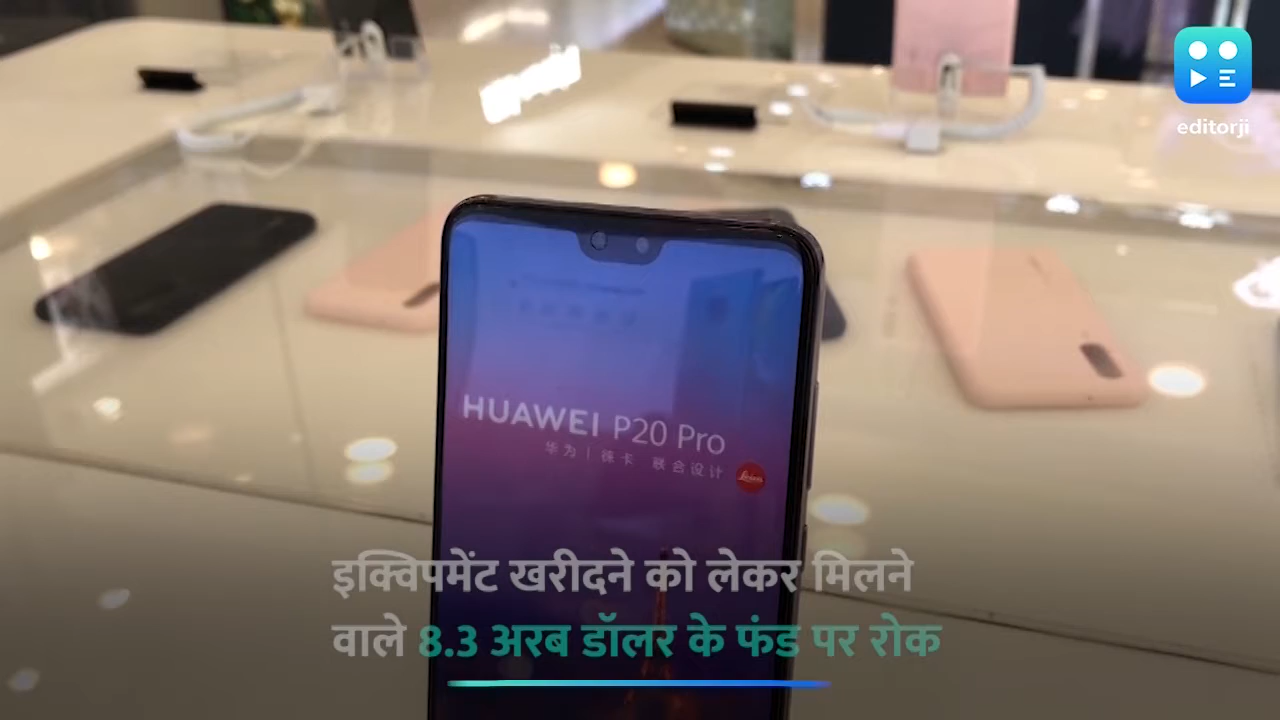 editorji
HUAWEI P20 Pro
华为 | 徕卡 联合设计
Leica
इक्विपमेंट खरीदने को लेकर मिलने
वाले 8.3 अरब डॉलर के फंड पर रोक